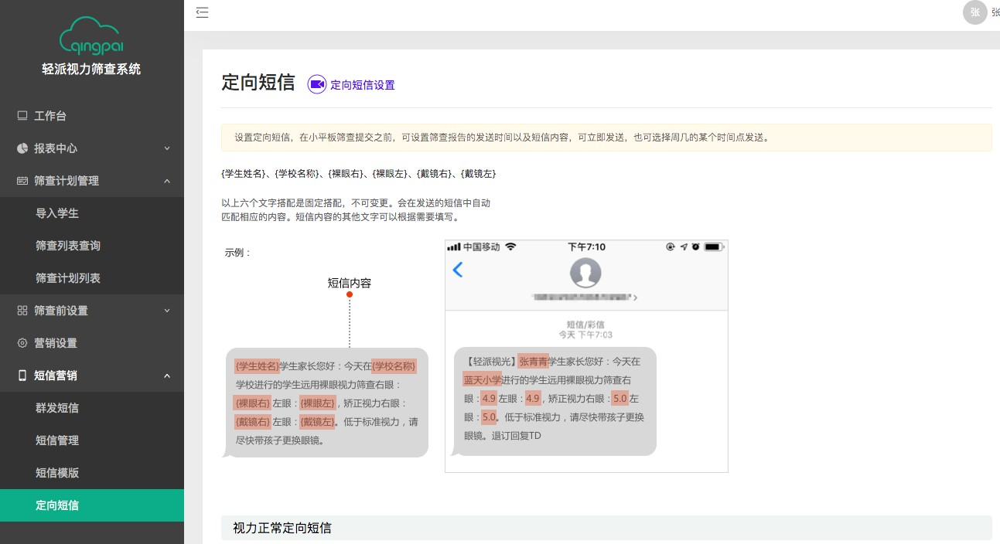 qingpai
轻派视力筛查系统
工作台
报表中心
筛查计划管理
导入学生
筛查列表查询
筛查计划列表
筛查前设置
营销设置
短信营销
群发短信
短信管理
短信模版
定向短信
张 张
定向短信 定向短信设置
设置定向短信，在小平板筛查提交之前，可设置筛查报告的发送时间以及短信内容，可立即发送，也可选择周几的某个时间点发送。
{学生姓名}、{学校名称}、{裸眼右}、{裸眼左}、{戴镜右}、{戴镜左}
以上六个文字搭配是固定搭配，不可变更。会在发送的短信中自动
匹配相应的内容。短信内容的其他文字可以根据需要填写。
示例：
短信内容
{学生姓名}学生家长您好：今天在{学校名称}
学校进行的学生远用裸眼视力筛查右眼：
{裸眼右}左眼：{裸眼左}，矫正视力右眼：
{戴镜右}左眼：{戴镜左}。低于标准视力，请
尽快带孩子更换眼镜。
中国移动 下午7:10
短信/彩信
今天 下午7:03
【轻派视光】张青青学生家长您好：今天在
蓝天小学进行的学生远用裸眼视力筛查右
眼：4.9左眼：4.9，矫正视力右眼：5.0左
眼：5.0。低于标准视力，请尽快带孩子更换
眼镜。退订回复TD
视力正常定向短信